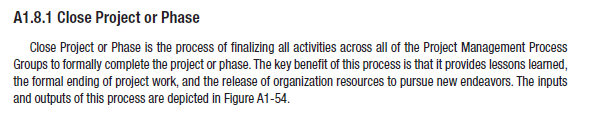 A1.8.1 Close Project or Phase
Close Project or Phase is the process of finalizing all activities across all of the Project Management Process
Groups to formally complete the project or phase. The key benefit of this process is that it provides lessons learned,
the formal ending of project work, and the release of organization resources to pursue new endeavors. The inputs
and outputs of this process are depicted in Figure A1-54.